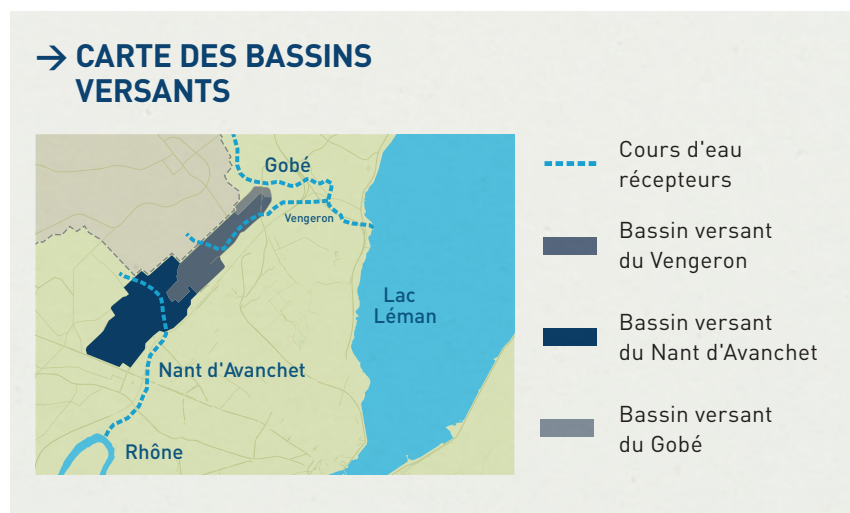 → CARTE DES BASSINS
VERSANTS
Gobé
Vengeron
Lac
Léman
Nant d'Avanchet
Rhône
Cours d'eau
récepteurs
Bassin versant
du Vengeron
Bassin versant
du Nant d'Avanchet
Bassin versant
du Gobé